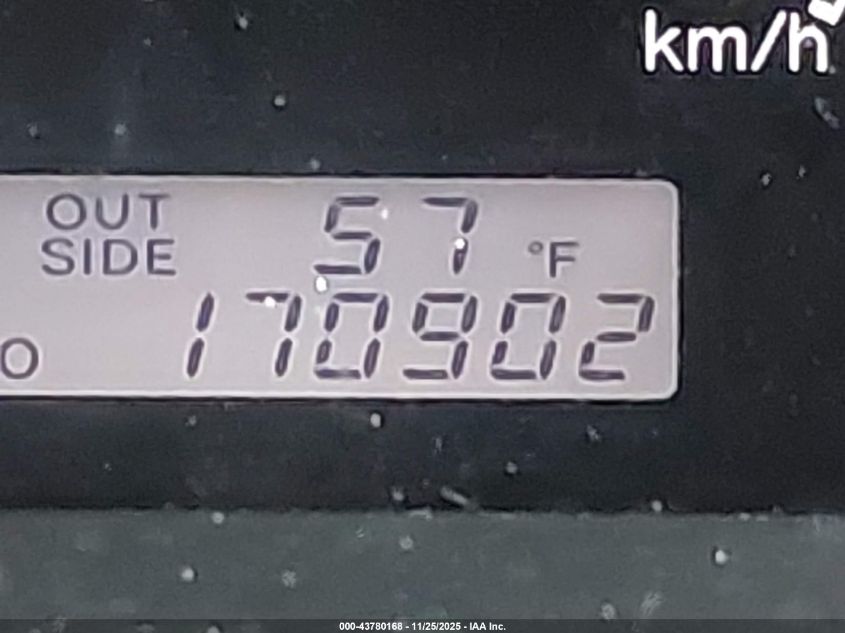 km/h
OUT SIDE 57 °F
O 170902
000-43780168 - 11/25/2025 - IAA Inc.